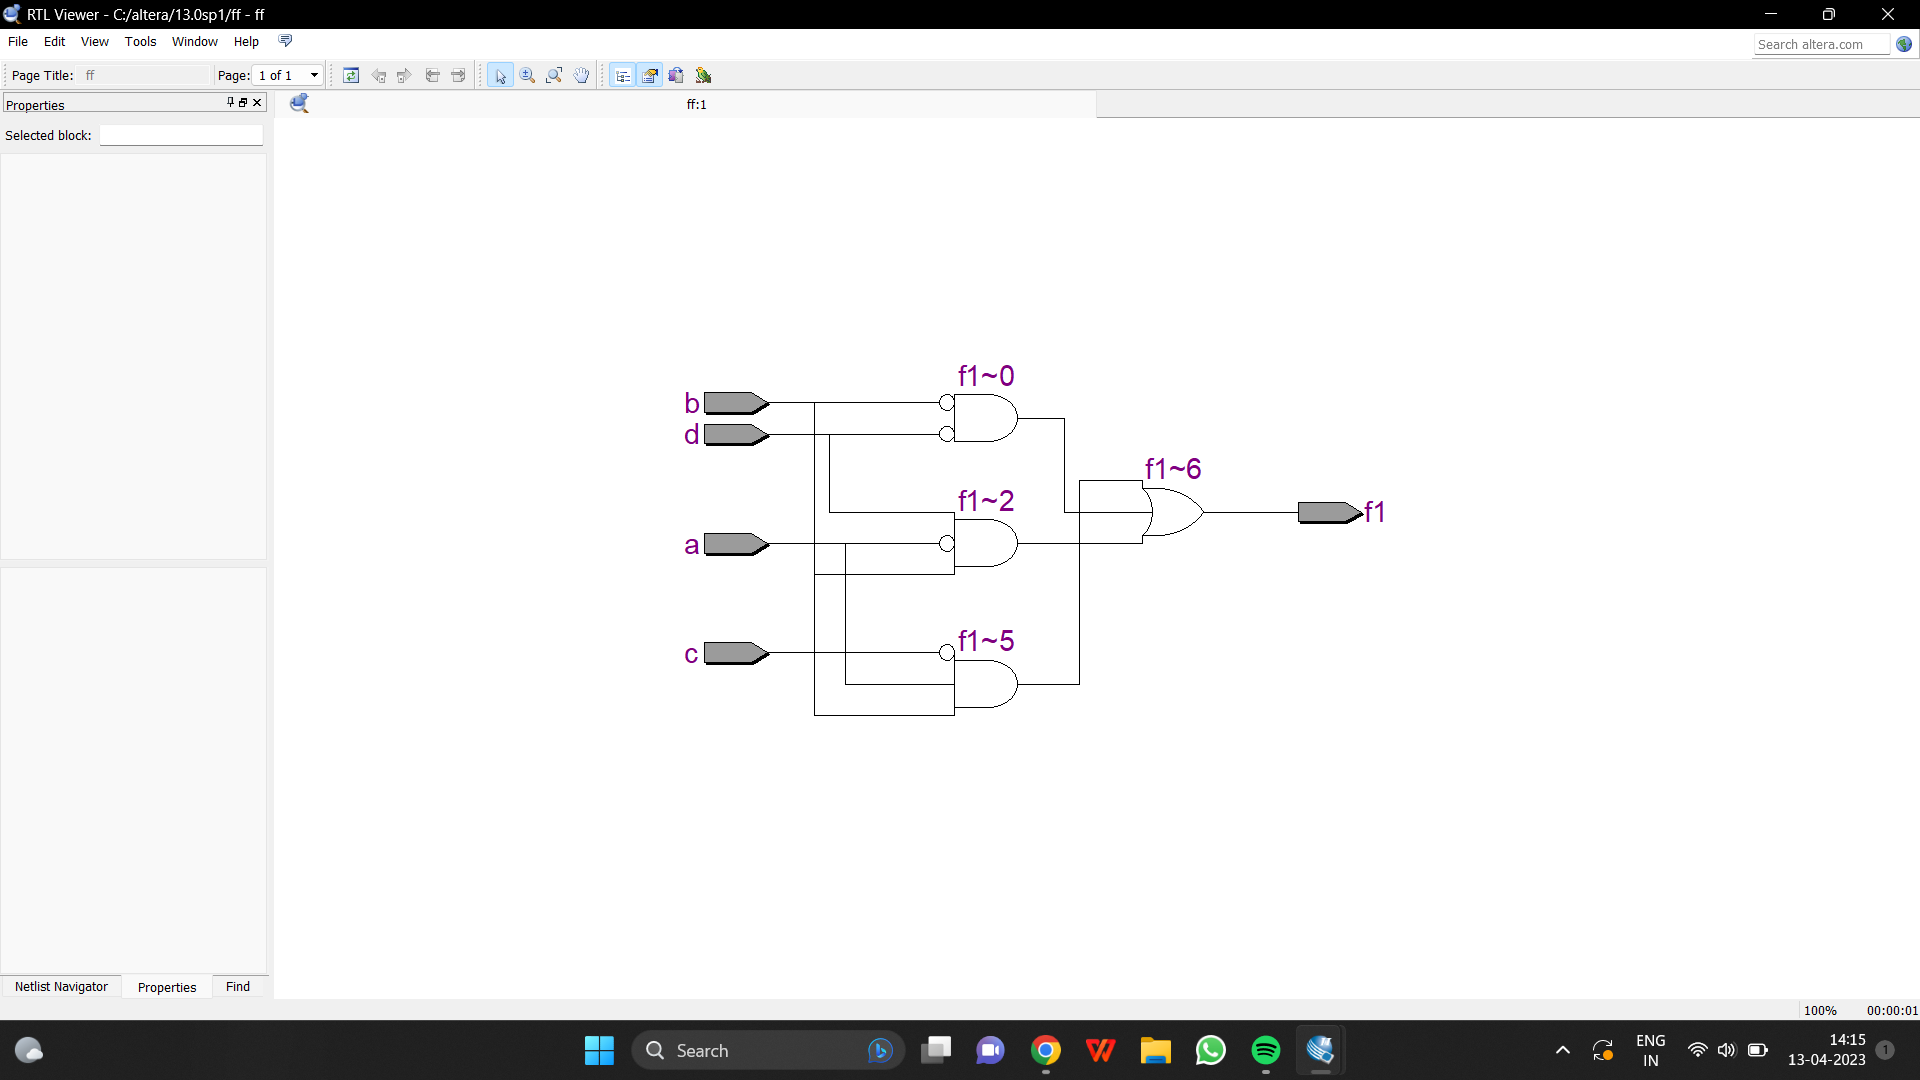 RTL Viewer - C:/altera/13.0sp1/ff - ff
File Edit View Tools Window Help
Search altera.com
Page Title: ff Page: 1 of 1
Properties
ff:1
Selected block:
f1~0
b
d
f1~6
f1~2
f1
a
f1~5
c
Netlist Navigator Properties Find
100% 00:00:01
Search
ENG
IN
14:15
13-04-2023
1